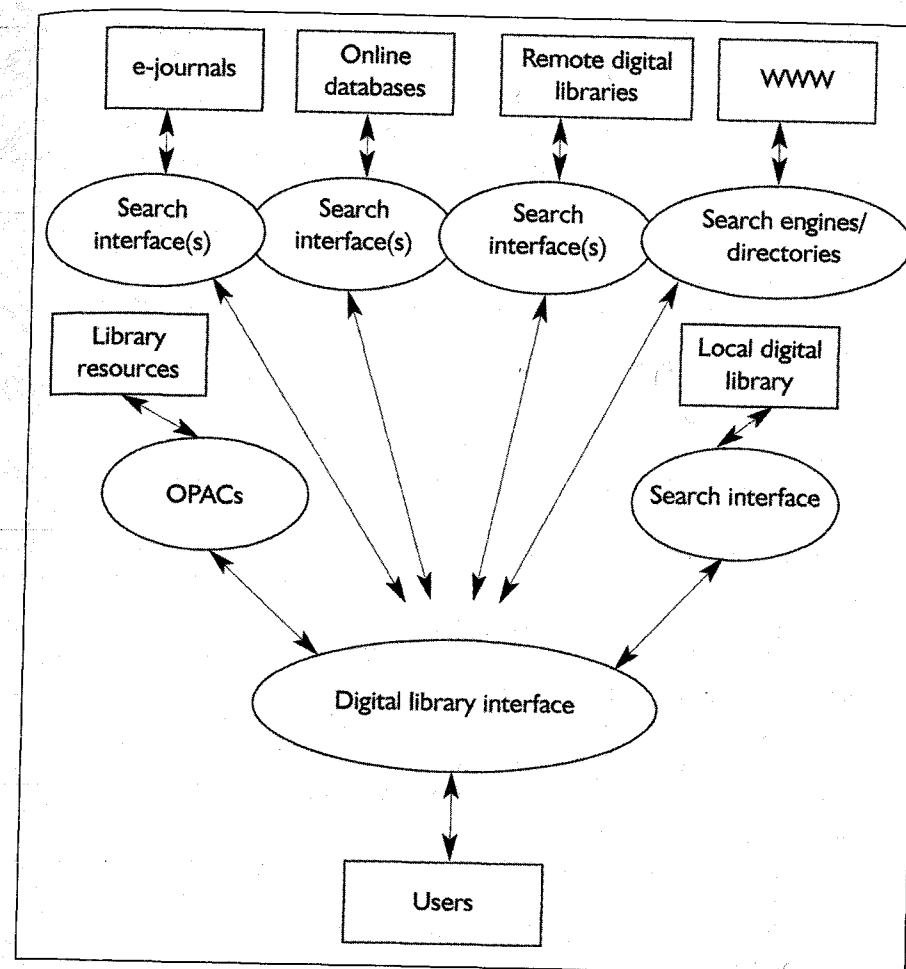 e-journals
Online
databases
Remote digital
libraries
WWW
Search
interface(s)
Search
interface(s)
Search
interface(s)
Search engines/
directories
Library
resources
Local digital
library
OPACs
Search interface
Digital library interface
Users